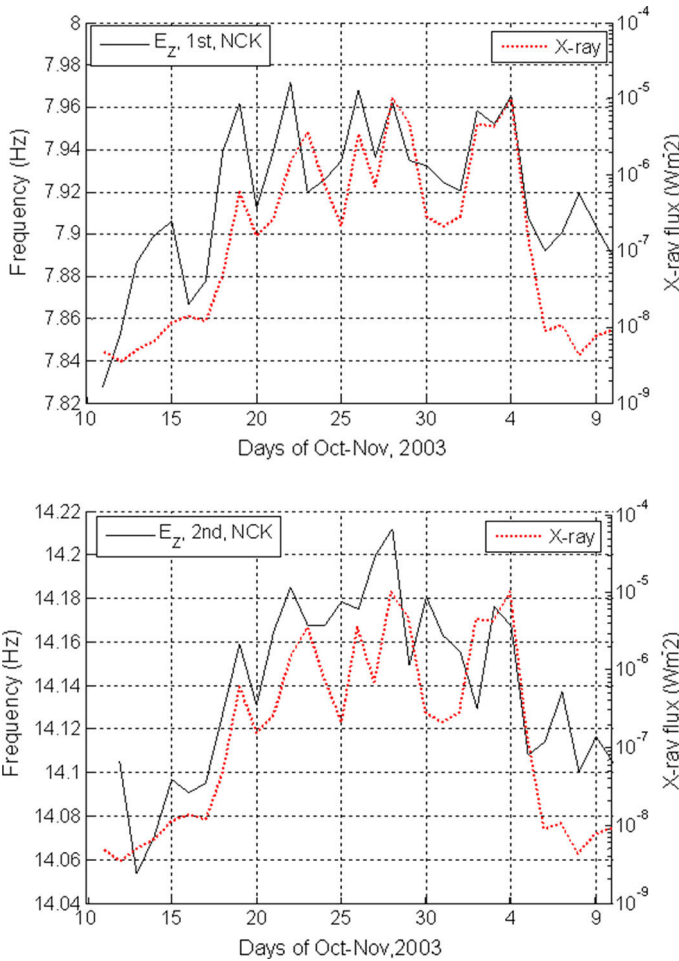 8
7.98
7.96
7.94
7.92
7.9
7.88
7.86
7.84
7.82
Frequency (Hz)
E_Z, 1st, NCK
X-ray
10^-4
10^-5
10^-6
10^-7
10^-8
10^-9
X-ray flux (Wm2)
10 15 20 25 30 4 9
Days of Oct-Nov, 2003
14.22
14.2
14.18
14.16
14.14
14.12
14.1
14.08
14.06
14.04
Frequency (Hz)
E_Z, 2nd, NCK
X-ray
10^-4
10^-5
10^-6
10^-7
10^-8
10^-9
X-ray flux (Wm2)
10 15 20 25 30 4 9
Days of Oct-Nov,2003